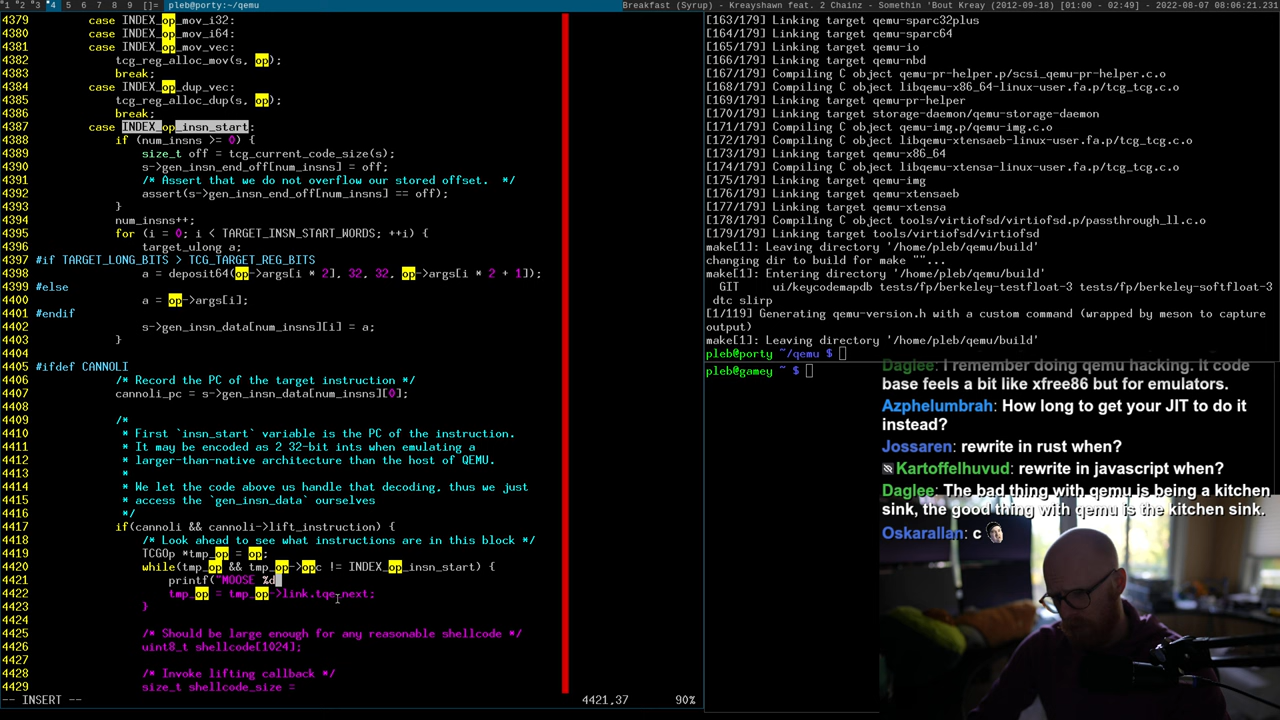 1 2 3 4 5 6 7 8 9 []= pleb@porty:~/qemu
Breakfast (Syrup) - Kreayshawn feat. 2 Chainz - Somethin 'Bout Kreay (2012-09-18) [01:00 - 02:49] - 2022-08-07 08:06:21.231
4379 case INDEX_op_mov_i32:
4380 case INDEX_op_mov_i64:
4381 case INDEX_op_mov_vec:
4382 tcg_reg_alloc_mov(s, op);
4383 break;
4384 case INDEX_op_dup_vec:
4385 tcg_reg_alloc_dup(s, op);
4386 break;
4387 case INDEX_op_insn_start:
4388 if (num_insns >= 0) {
4389 size_t off = tcg_current_code_size(s);
4390 s->gen_insn_end_off[num_insns] = off;
4391 /* Assert that we do not overflow our stored offset.  */
4392 assert(s->gen_insn_end_off[num_insns] == off);
4393 }
4394 num_insns++;
4395 for (i = 0; i < TARGET_INSN_START_WORDS; ++i) {
4396 target_ulong a;
4397 #if TARGET_LONG_BITS > TCG_TARGET_REG_BITS
4398 a = deposit64(op->args[i * 2], 32, 32, op->args[i * 2 + 1]);
4399 #else
4400 a = op->args[i];
4401 #endif
4402 s->gen_insn_data[num_insns][i] = a;
4403 }
4404
4405 #ifdef CANNOLI
4406 /* Record the PC of the target instruction */
4407 cannoli_pc = s->gen_insn_data[num_insns][0];
4408
4409 /*
4410 * First `insn_start` variable is the PC of the instruction.
4411 * It may be encoded as 2 32-bit ints when emulating a
4412 * larger-than-native architecture than the host of QEMU.
4413 *
4414 * We let the code above us handle that decoding, thus we just
4415 * access the `gen_insn_data` ourselves
4416 */
4417 if(cannoli && cannoli->lift_instruction) {
4418 /* Look ahead to see what instructions are in this block */
4419 TCGOp *tmp_op = op;
4420 while(tmp_op && tmp_op->opc != INDEX_op_insn_start) {
4421 printf("MOOSE %d
4422 tmp_op = tmp_op->link.tqe_next;
4423 }
4424
4425 /* Should be large enough for any reasonable shellcode */
4426 uint8_t shellcode[1024];
4427
4428 /* Invoke lifting callback */
4429 size_t shellcode_size =
-- INSERT -- 4421,37 90%
[163/179] Linking target qemu-sparc32plus
[164/179] Linking target qemu-sparc64
[165/179] Linking target qemu-io
[166/179] Linking target qemu-nbd
[167/179] Compiling C object qemu-pr-helper.p/scsi_qemu-pr-helper.c.o
[168/179] Compiling C object libqemu-x86_64-linux-user.fa.p/tcg_tcg.c.o
[169/179] Linking target qemu-pr-helper
[170/179] Linking target storage-daemon/qemu-storage-daemon
[171/179] Compiling C object qemu-img.p/qemu-img.c.o
[172/179] Compiling C object libqemu-xtensaeb-linux-user.fa.p/tcg_tcg.c.o
[173/179] Linking target qemu-x86_64
[174/179] Compiling C object libqemu-xtensa-linux-user.fa.p/tcg_tcg.c.o
[175/179] Linking target qemu-img
[176/179] Linking target qemu-xtensaeb
[177/179] Linking target qemu-xtensa
[178/179] Compiling C object tools/virtiofsd/virtiofsd.p/passthrough_ll.c.o
[179/179] Linking target tools/virtiofsd/virtiofsd
make[1]: Leaving directory '/home/pleb/qemu/build'
changing dir to build for make ""...
make[1]: Entering directory '/home/pleb/qemu/build'
GIT ui/keycodemapdb tests/fp/berkeley-testfloat-3 tests/fp/berkeley-softfloat-3
dtc slirp
[1/119] Generating qemu-version.h with a custom command (wrapped by meson to capture
output)
make[1]: Leaving directory '/home/pleb/qemu/build'
pleb@porty ~/qemu $
pleb@gamey ~ $
Daglee: I remember doing qemu hacking. It code
base feels a bit like xfree86 but for emulators.
Azphelumbrah: How long to get your JIT to do it
instead?
Jossaren: rewrite in rust when?
Kartoffelhuvud: rewrite in javascript when?
Daglee: The bad thing with qemu is being a kitchen
sink, the good thing with qemu is the kitchen sink.
Oskarallan: c